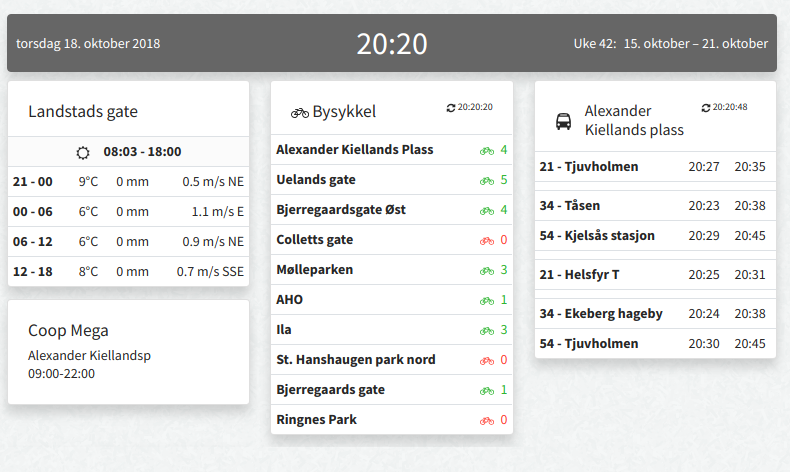 torsdag 18. oktober 2018
20:20
Uke 42: 15. oktober – 21. oktober
Landstads gate
08:03 - 18:00
21 - 00 9°C 0 mm 0.5 m/s NE
00 - 06 6°C 0 mm 1.1 m/s E
06 - 12 6°C 0 mm 0.9 m/s NE
12 - 18 8°C 0 mm 0.7 m/s SSE
Coop Mega
Alexander Kiellandsp
09:00-22:00
Bysykkel 20:20:20
Alexander Kiellands Plass 4
Uelands gate 5
Bjerregaardsgate Øst 4
Colletts gate 0
Mølleparken 3
AHO 1
Ila 3
St. Hanshaugen park nord 0
Bjerregaards gate 1
Ringnes Park 0
Alexander 20:20:48
Kiellands plass
21 - Tjuvholmen 20:27 20:35
34 - Tåsen 20:23 20:38
54 - Kjelsås stasjon 20:29 20:45
21 - Helsfyr T 20:25 20:31
34 - Ekeberg hageby 20:24 20:38
54 - Tjuvholmen 20:30 20:45